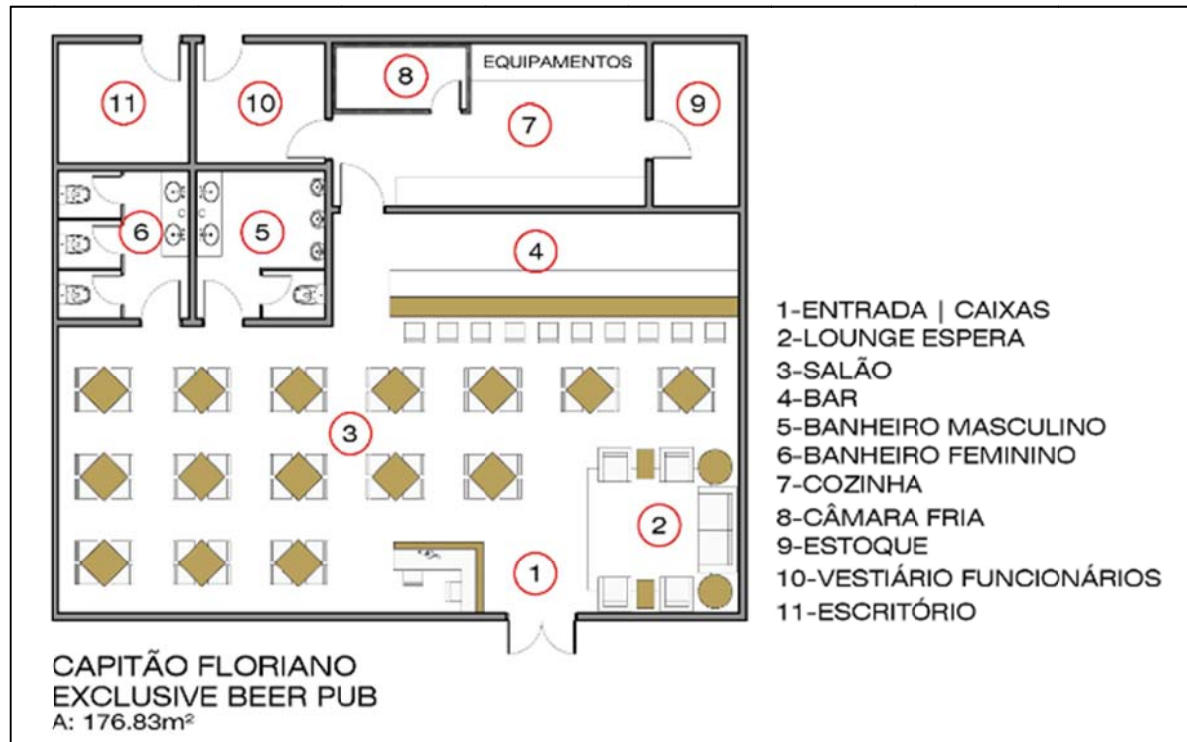 EQUIPAMENTOS
8
11
10
9
7
6
5
4
3
2
1
1-ENTRADA | CAIXAS
2-LOUNGE ESPERA
3-SALÃO
4-BAR
5-BANHEIRO MASCULINO
6-BANHEIRO FEMININO
7-COZINHA
8-CÂMARA FRIA
9-ESTOQUE
10-VESTIÁRIO FUNCIONÁRIOS
11-ESCRITÓRIO
CAPITÃO FLORIANO
EXCLUSIVE BEER PUB
A: 176.83m²